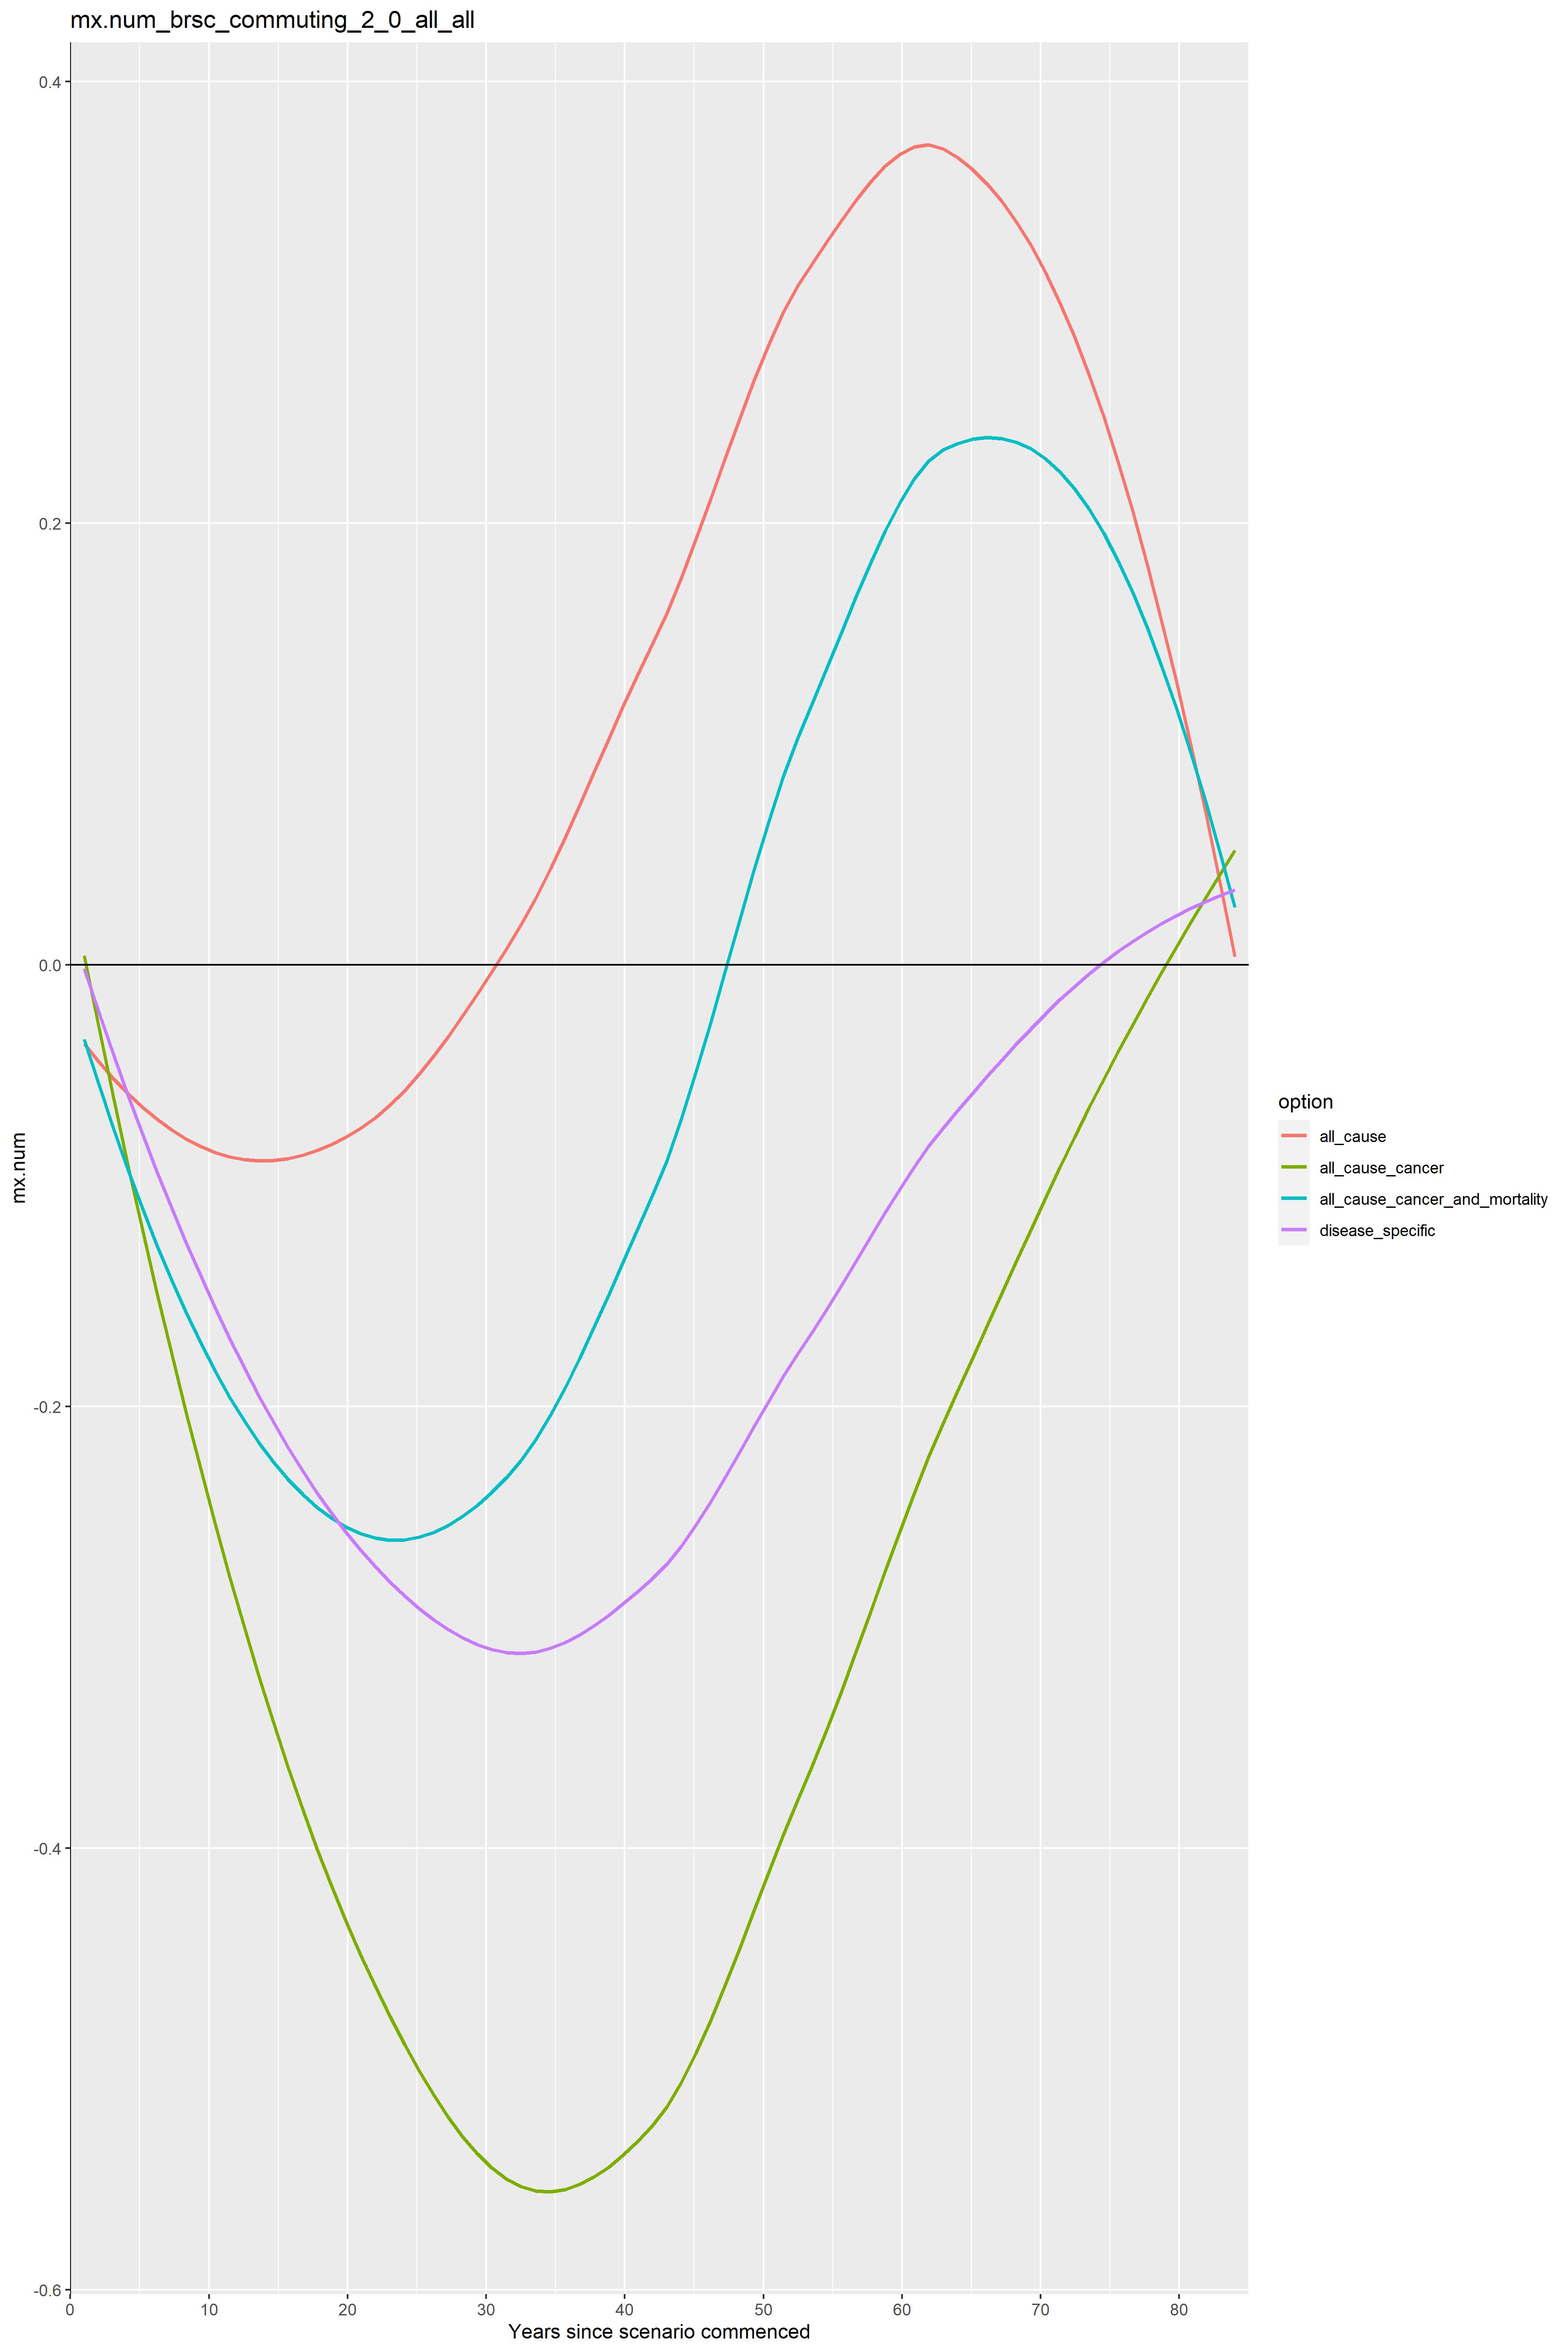 mx.num_brsc_commuting_2_0_all_all
0.4
0.2
0.0
-0.2
-0.4
-0.6
mx.num
0 10 20 30 40 50 60 70 80
Years since scenario commenced
option
all_cause
all_cause_cancer
all_cause_cancer_and_mortality
disease_specific